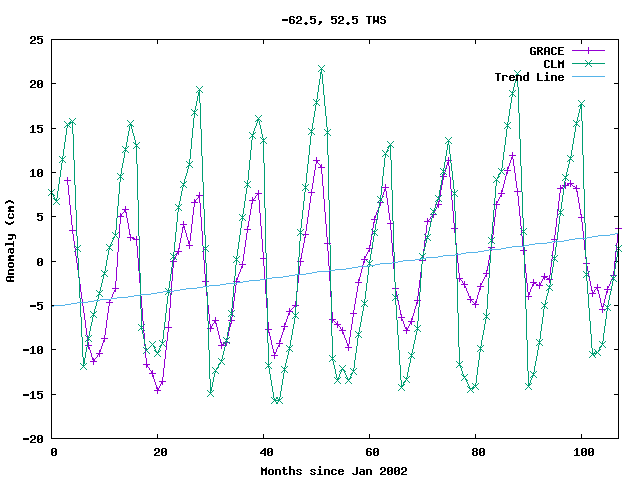 -62.5, 52.5 TWS
GRACE
CLM
Trend Line
25
20
15
10
5
0
-5
-10
-15
-20
Anomaly (cm)
0 20 40 60 80 100
Months since Jan 2002